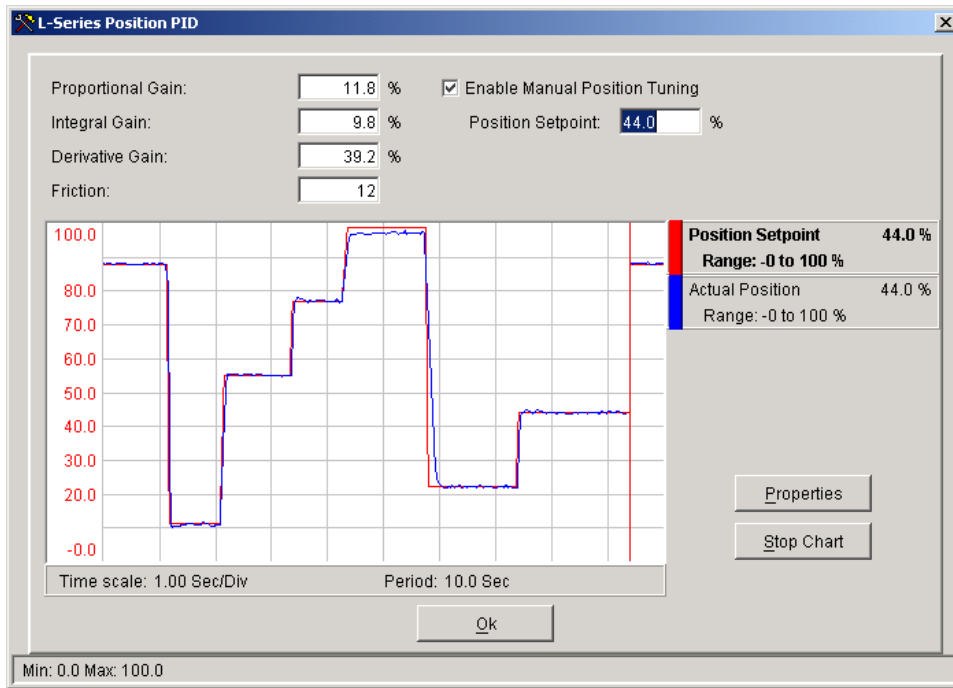 L-Series Position PID
Proportional Gain: 11.8 % Enable Manual Position Tuning
Integral Gain: 9.8 % Position Setpoint: 44.0 %
Derivative Gain: 39.2 %
Friction: 12
100.0
80.0
70.0
60.0
50.0
40.0
30.0
20.0
-0.0
Position Setpoint 44.0 %
Range: -0 to 100 %
Actual Position 44.0 %
Range: -0 to 100 %
Properties
Stop Chart
Time scale: 1.00 Sec/Div Period: 10.0 Sec
Ok
Min: 0.0 Max: 100.0